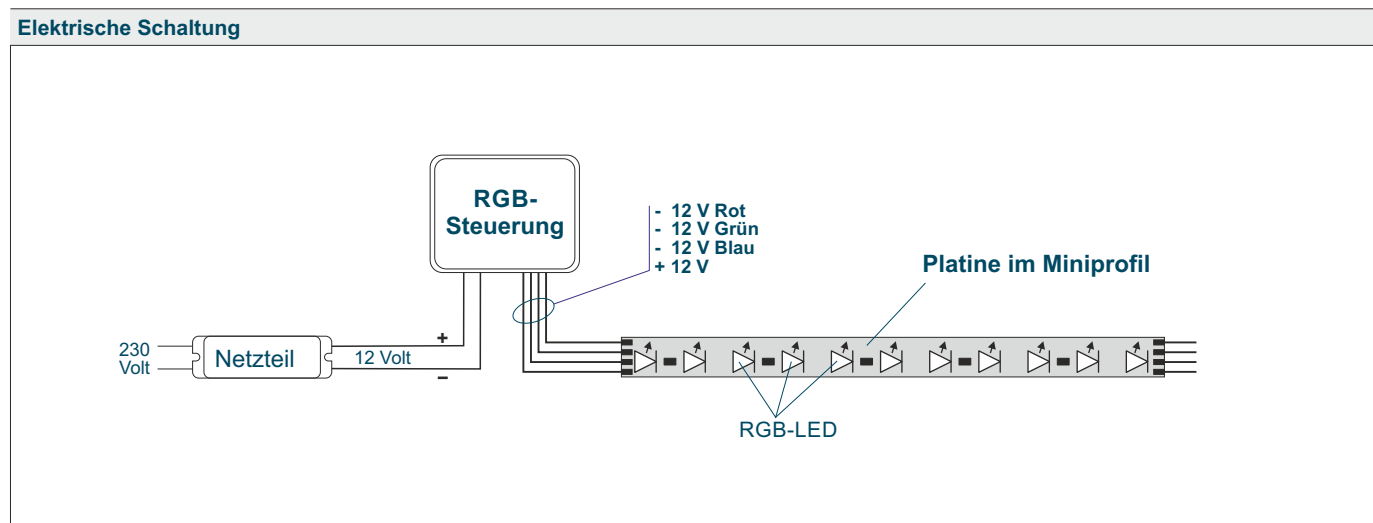 Elektrische Schaltung
RGB-
Steuerung
- 12 V Rot
- 12 V Grün
- 12 V Blau
+ 12 V
Platine im Miniprofil
230
Volt
Netzteil
+
12 Volt
–
RGB-LED